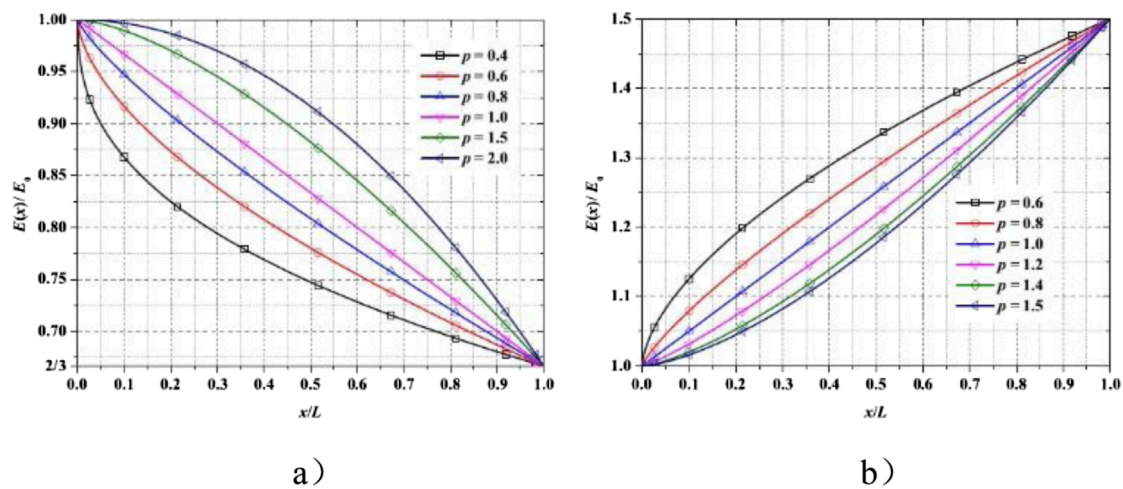 1.00
0.95
0.90
0.85
0.80
0.75
0.70
2/3
E(x)/ E₀
p = 0.4
p = 0.6
p = 0.8
p = 1.0
p = 1.5
p = 2.0
0.0 0.1 0.2 0.3 0.4 0.5 0.6 0.7 0.8 0.9 1.0
x/L
a）
1.5
1.4
1.3
1.2
1.1
1.0
E(x)/ E₀
p = 0.6
p = 0.8
p = 1.0
p = 1.2
p = 1.4
p = 1.5
0.0 0.1 0.2 0.3 0.4 0.5 0.6 0.7 0.8 0.9 1.0
x/L
b）